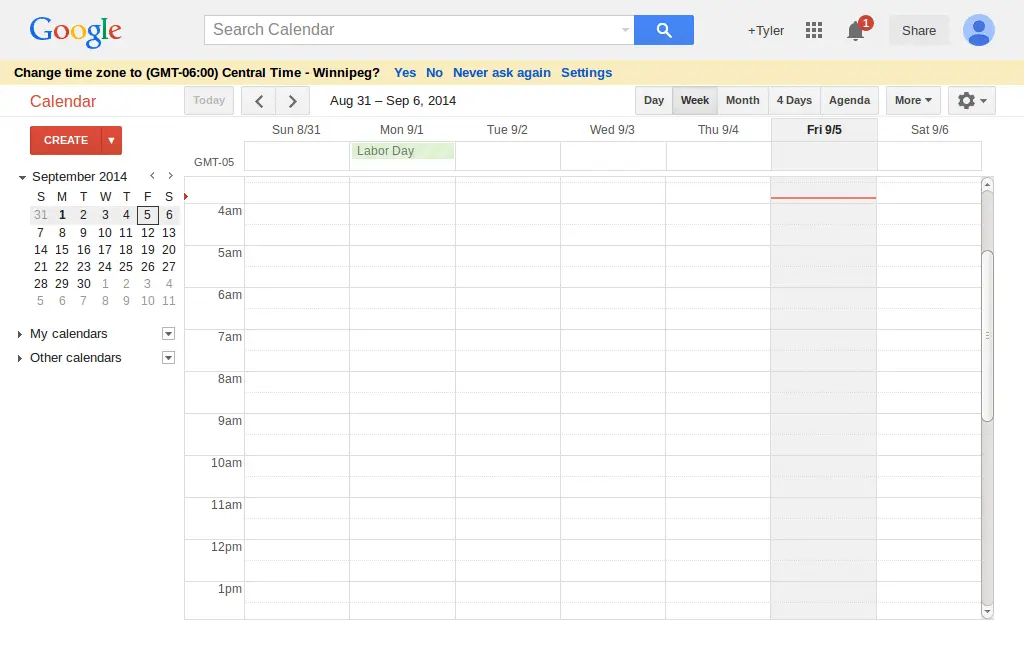 Google
Search Calendar
+Tyler
1
Share
Change time zone to (GMT-06:00) Central Time - Winnipeg? Yes No Never ask again Settings
Calendar
Today
Aug 31 – Sep 6, 2014
Day Week Month 4 Days Agenda
More
CREATE
Sun 8/31 Mon 9/1 Tue 9/2 Wed 9/3 Thu 9/4 Fri 9/5 Sat 9/6
GMT-05
Labor Day
September 2014
S M T W T F S
31 1 2 3 4 5 6
7 8 9 10 11 12 13
14 15 16 17 18 19 20
21 22 23 24 25 26 27
28 29 30 1 2 3 4
5 6 7 8 9 10 11
My calendars
Other calendars
4am
5am
6am
7am
8am
9am
10am
11am
12pm
1pm